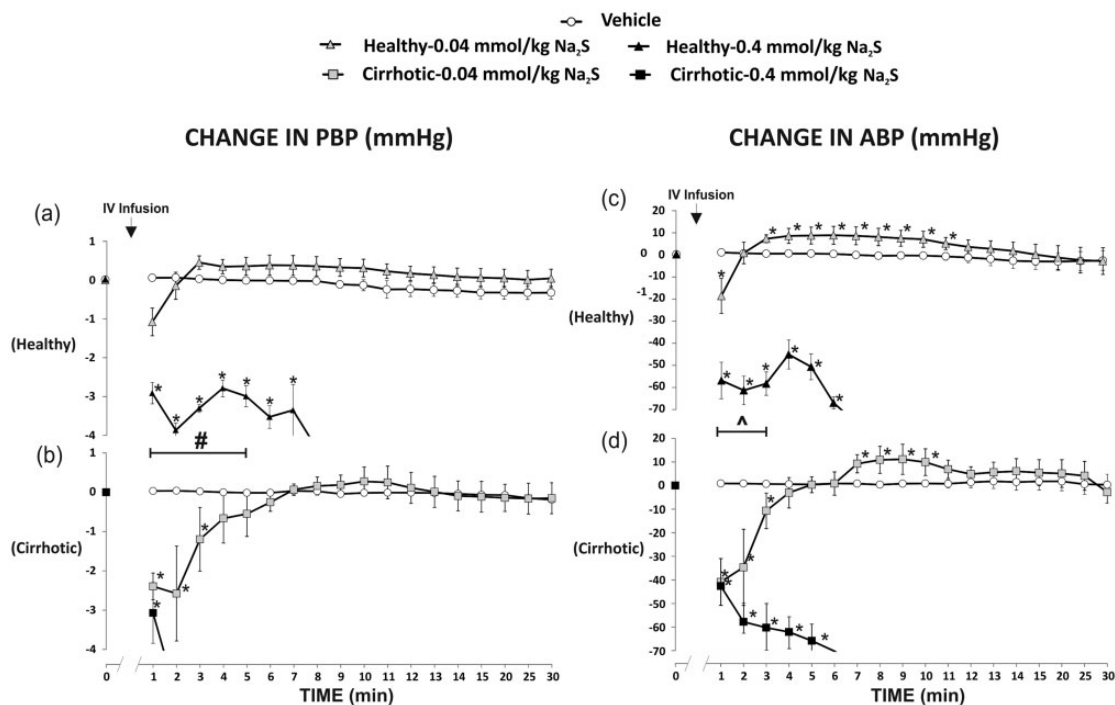 Vehicle
Healthy-0.04 mmol/kg Na₂S Healthy-0.4 mmol/kg Na₂S
Cirrhotic-0.04 mmol/kg Na₂S Cirrhotic-0.4 mmol/kg Na₂S
CHANGE IN PBP (mmHg) CHANGE IN ABP (mmHg)
(a)
IV Infusion
1
0
-1
(Healthy)
-2
-3
-4
* * * * * * *
#
(b)
1
0
-1
(Cirrhotic)
-2
-3
-4
* * * *
0 1 2 3 4 5 6 7 8 9 10 11 12 13 14 15 20 25 30
TIME (min)
(c)
IV Infusion
20
10
0
-10
-20
-1
-30
(Healthy)
-40
-50
-60
-70
* * * * * * * * * *
* * * * * *
^
(d)
20
10
0
-10
-20
-30
(Cirrhotic)
-40
-50
-60
-70
* * * *
* * * * * * *
0 1 2 3 4 5 6 7 8 9 10 11 12 13 14 15 20 25 30
TIME (min)